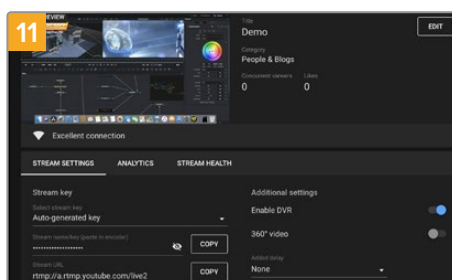 11
PREVIEW
Title
Demo
EDIT
Category
People & Blogs
Concurrent viewers Likes
0 0
Excellent connection
STREAM SETTINGS ANALYTICS STREAM HEALTH
Stream key
Additional settings
Select stream key
Auto-generated key
Enable DVR
Stream name/key (paste in encoder)
••••••••••••••••••• COPY
360° video
Stream URL
rtmp://a.rtmp.youtube.com/live2 COPY
Added delay
None